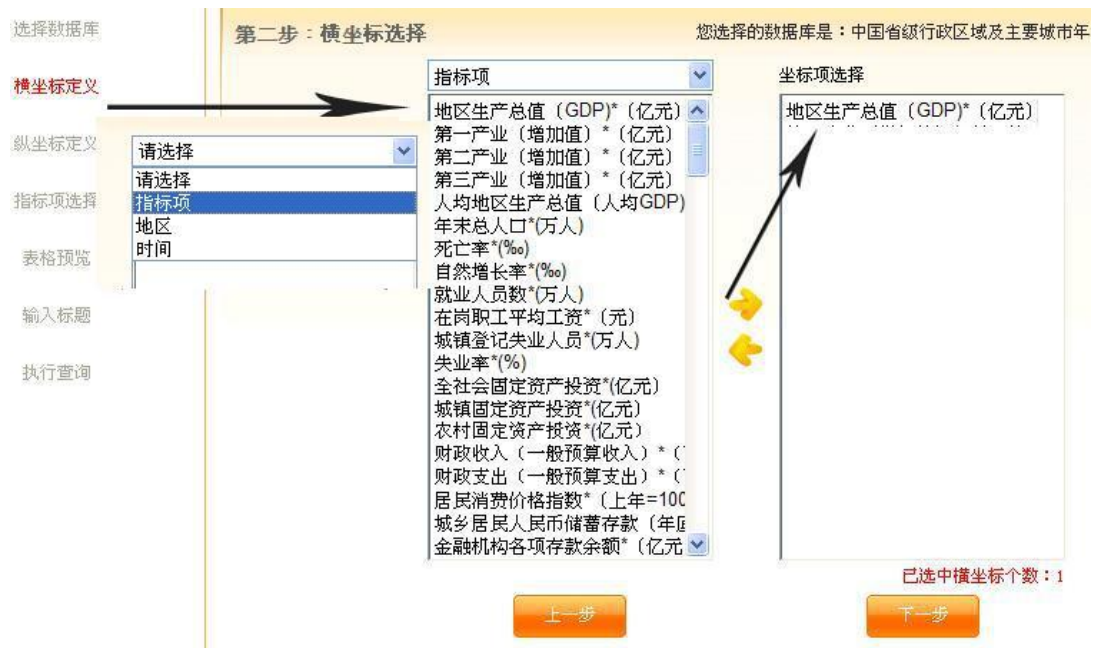 选择数据库
横坐标定义
纵坐标定义
指标项选择
表格预览
输入标题
执行查询
第二步：横坐标选择
您选择的数据库是：中国省级行政区域及主要城市年
请选择
请选择
指标项
地区
时间
指标项
地区生产总值（GDP)*（亿元）
第一产业（增加值）*（亿元）
第二产业（增加值）*（亿元）
第三产业（增加值）*（亿元）
人均地区生产总值（人均GDP)
年末总人口*(万人)
死亡率*(‰)
自然增长率*(‰)
就业人员数*(万人)
在岗职工平均工资*（元）
城镇登记失业人员*(万人)
失业率*(%)
全社会固定资产投资*(亿元）
城镇固定资产投资*(亿元）
农村固定资产投资*(亿元）
财政收入（一般预算收入）*（
财政支出（一般预算支出）*（
居民消费价格指数*（上年=100
城乡居民人民币储蓄存款（年
金融机构各项存款余额*（亿元
坐标项选择
地区生产总值（GDP)*（亿元）
已选中横坐标个数：1
上一步
下一步